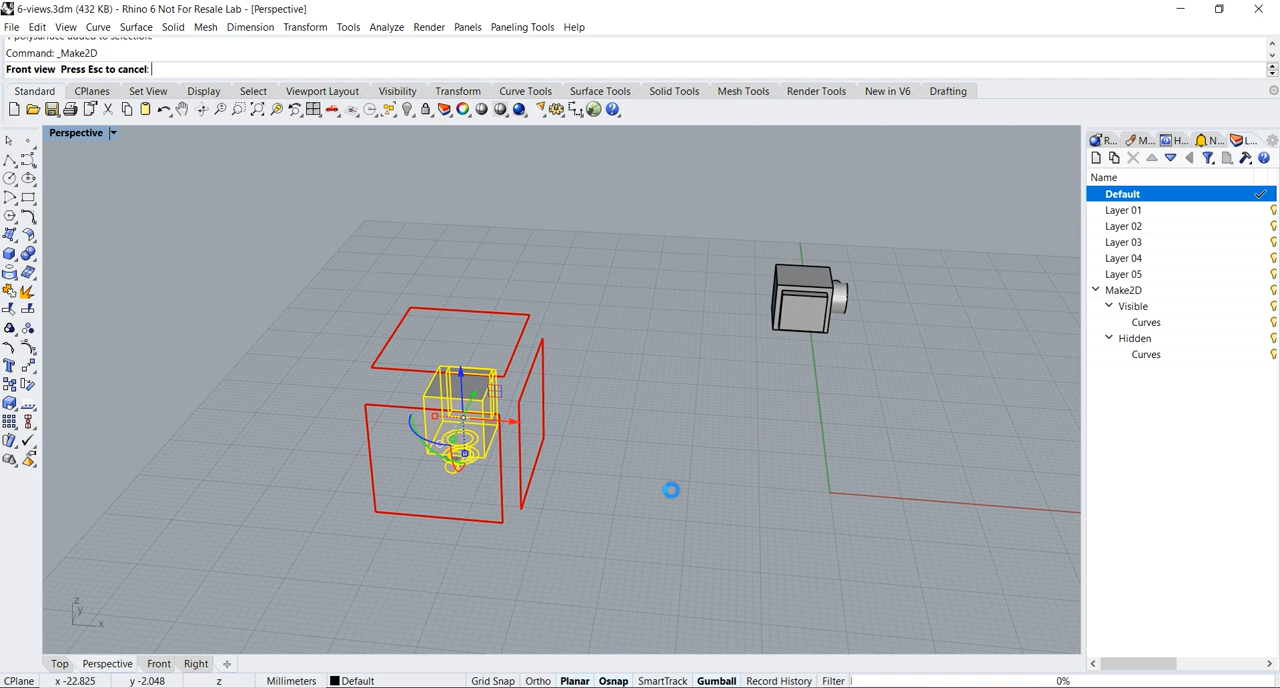 6-views.3dm (432 KB) - Rhino 6 Not For Resale Lab - [Perspective]
File Edit View Curve Surface Solid Mesh Dimension Transform Tools Analyze Render Panels Paneling Tools Help
1 polysurface added to selection.
Command: _Make2D
Front view Press Esc to cancel:
Standard CPlanes Set View Display Select Viewport Layout Visibility Transform Curve Tools Surface Tools Solid Tools Mesh Tools Render Tools New in V6 Drafting
Perspective
R... M... H... N... L...
Name
Default
Layer 01
Layer 02
Layer 03
Layer 04
Layer 05
Make2D
Visible
Curves
Hidden
Curves
z
y
x
Top Perspective Front Right
CPlane x -22.825 y -2.048 z Millimeters Default Grid Snap Ortho Planar Osnap SmartTrack Gumball Record History Filter 0%